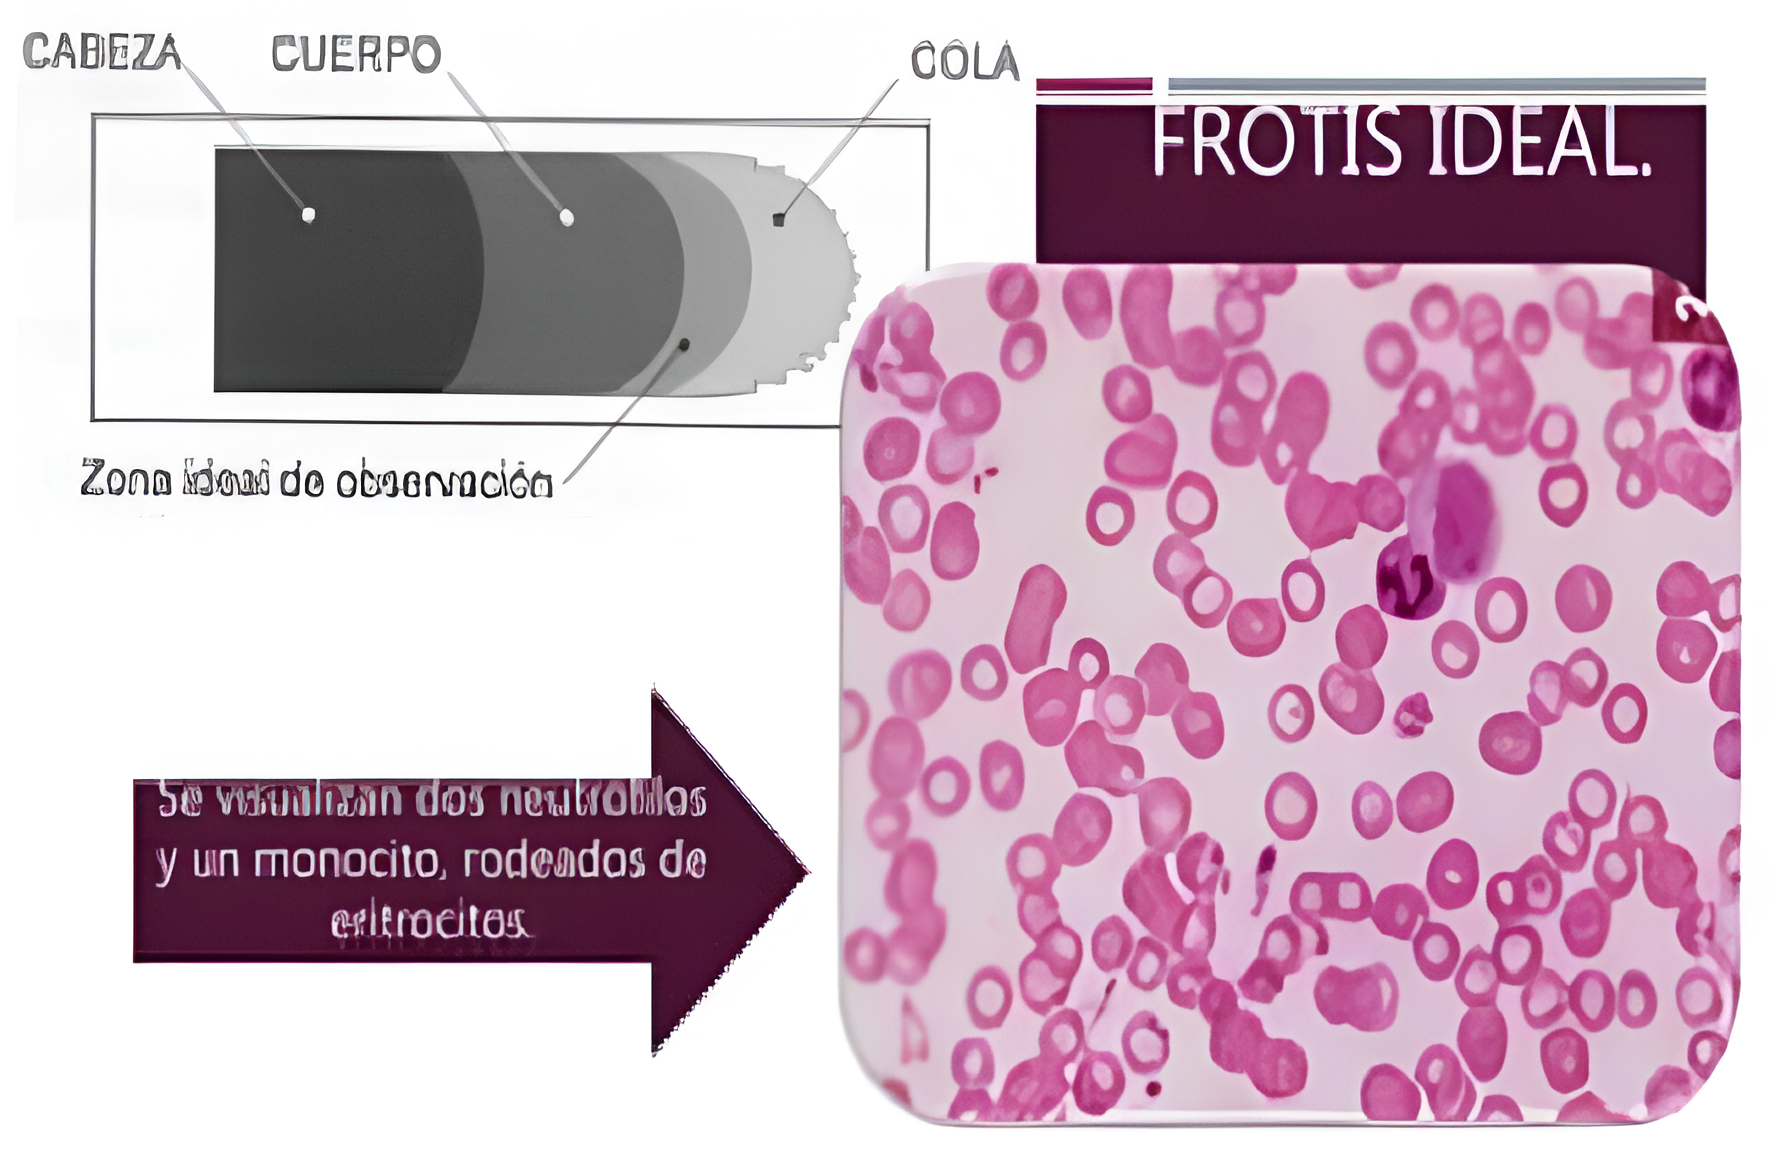 CABEZA
CUERPO
COLA
FROTIS IDEAL.
Zona ideal de observación
Se visualizan dos neutrófilos
y un monocito, rodeados de
eritrocitos.